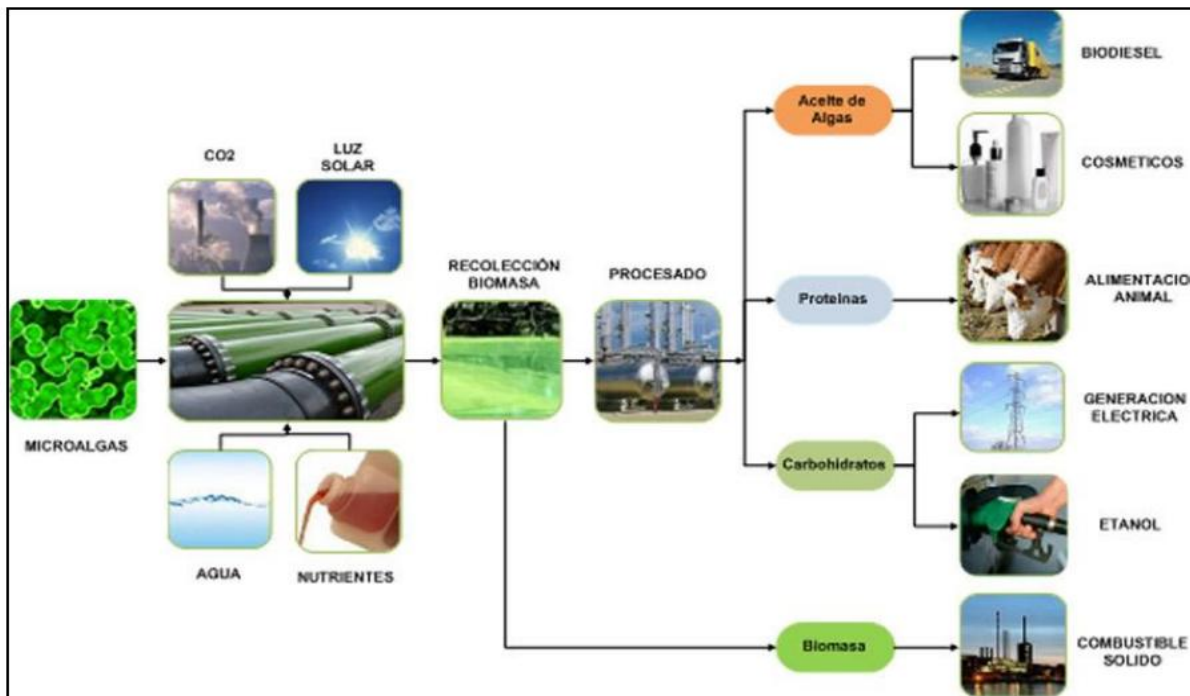 CO2
LUZ
SOLAR
MICROALGAS
AGUA
NUTRIENTES
RECOLECCIÓN
BIOMASA
PROCESADO
Aceite de
Algas
BIODIESEL
COSMETICOS
Proteinas
ALIMENTACIO
ANIMAL
Carbohidratos
GENERACION
ELECTRICA
ETANOL
Biomasa
COMBUSTIBLE
SOLIDO